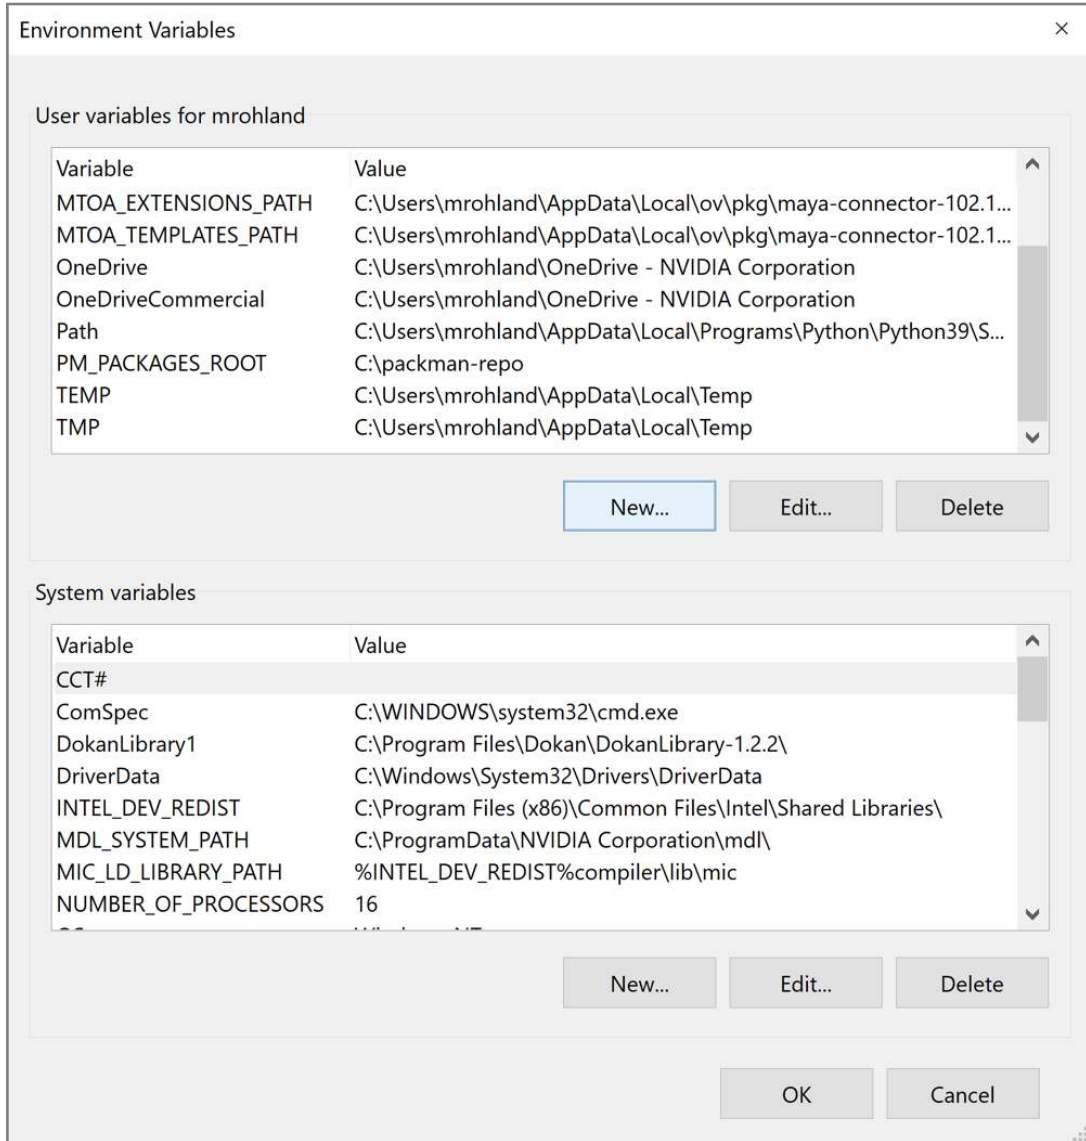 Environment Variables
User variables for mrohland
Variable Value
MTOA_EXTENSIONS_PATH C:\Users\mrohland\AppData\Local\ov\pkg\maya-connector-102.1...
MTOA_TEMPLATES_PATH C:\Users\mrohland\AppData\Local\ov\pkg\maya-connector-102.1...
OneDrive C:\Users\mrohland\OneDrive - NVIDIA Corporation
OneDriveCommercial C:\Users\mrohland\OneDrive - NVIDIA Corporation
Path C:\Users\mrohland\AppData\Local\Programs\Python\Python39\S...
PM_PACKAGES_ROOT C:\packman-repo
TEMP C:\Users\mrohland\AppData\Local\Temp
TMP C:\Users\mrohland\AppData\Local\Temp
New... Edit... Delete
System variables
Variable Value
CCT#
ComSpec C:\WINDOWS\system32\cmd.exe
DokanLibrary1 C:\Program Files\Dokan\DokanLibrary-1.2.2\
DriverData C:\Windows\System32\Drivers\DriverData
INTEL_DEV_REDIST C:\Program Files (x86)\Common Files\Intel\Shared Libraries\
MDL_SYSTEM_PATH C:\ProgramData\NVIDIA Corporation\mdl\
MIC_LD_LIBRARY_PATH %INTEL_DEV_REDIST%compiler\lib\mic
NUMBER_OF_PROCESSORS 16
New... Edit... Delete
OK Cancel